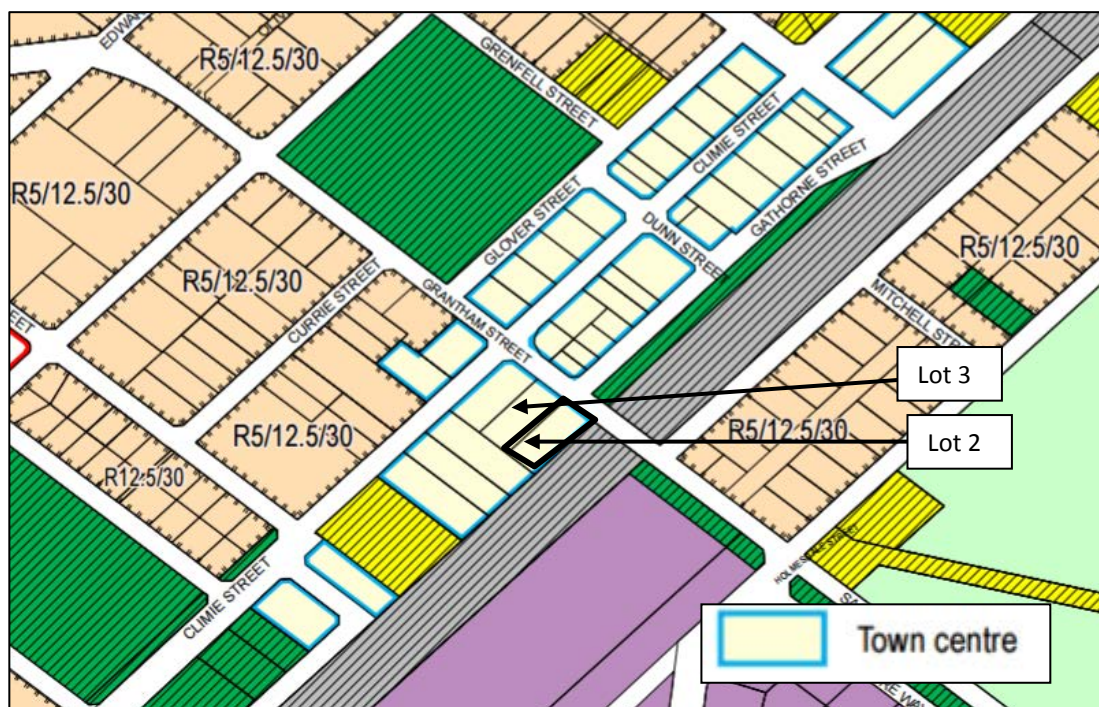 R5/12.5/30
GRENFELL STREET
CLIMIE STREET
GATHORNE STREET
R5/12.5/30
GLOVER STREET
DUNN STREET
R5/12.5/30
R5/12.5/30
CURRIE STREET
GRANTHAM STREET
MITCHELL STREET
Lot 3
R5/12.5/30
R5/12.5/30
Lot 2
R12.5/30
CLIMIE STREET
Town centre